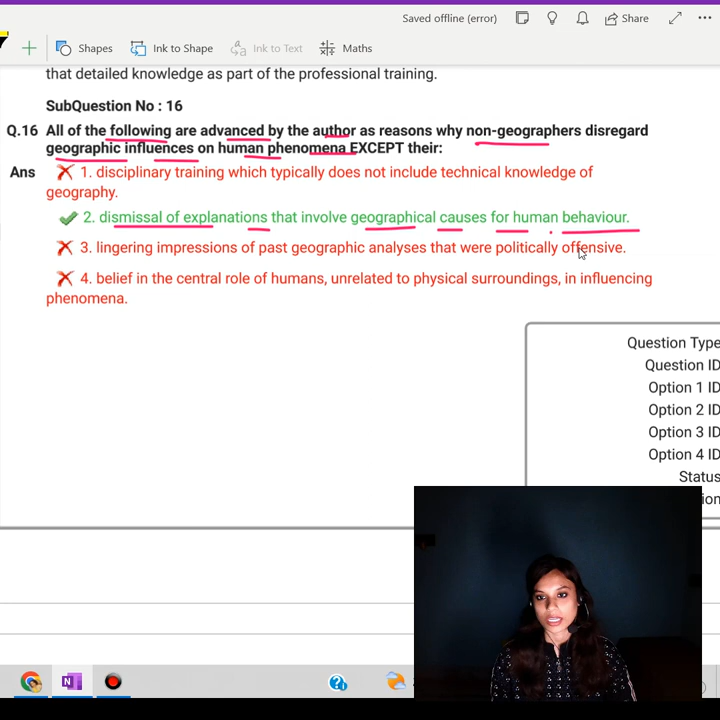 Saved offline (error)
Share
Shapes
Ink to Shape
Ink to Text
Maths
that detailed knowledge as part of the professional training.
SubQuestion No : 16
Q.16 All of the following are advanced by the author as reasons why non-geographers disregard
geographic influences on human phenomena EXCEPT their:
Ans 1. disciplinary training which typically does not include technical knowledge of
geography.
2. dismissal of explanations that involve geographical causes for human behaviour.
3. lingering impressions of past geographic analyses that were politically offensive.
4. belief in the central role of humans, unrelated to physical surroundings, in influencing
phenomena.
Question Type
Question ID
Option 1 ID
Option 2 ID
Option 3 ID
Option 4 ID
Status